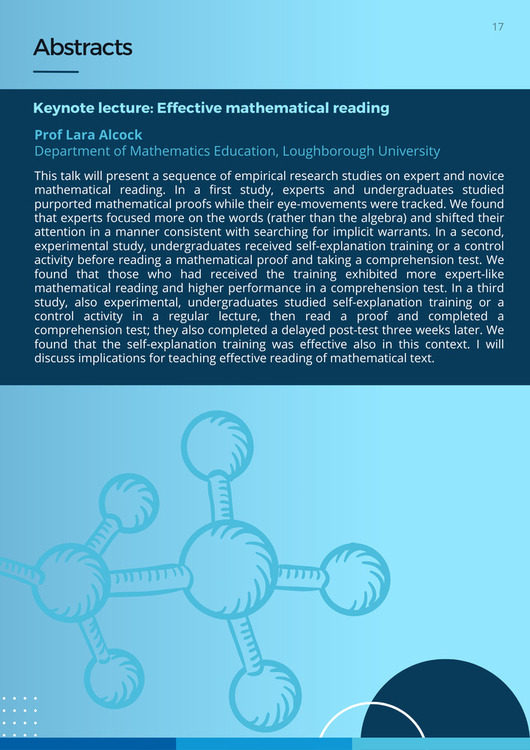 17
Abstracts
Keynote lecture: Effective mathematical reading
Prof Lara Alcock
Department of Mathematics Education, Loughborough University
This talk will present a sequence of empirical research studies on expert and novice
mathematical reading. In a first study, experts and undergraduates studied
purported mathematical proofs while their eye-movements were tracked. We found
that experts focused more on the words (rather than the algebra) and shifted their
attention in a manner consistent with searching for implicit warrants. In a second,
experimental study, undergraduates received self-explanation training or a control
activity before reading a mathematical proof and taking a comprehension test. We
found that those who had received the training exhibited more expert-like
mathematical reading and higher performance in a comprehension test. In a third
study, also experimental, undergraduates studied self-explanation training or a
control activity in a regular lecture, then read a proof and completed a
comprehension test; they also completed a delayed post-test three weeks later. We
found that the self-explanation training was effective also in this context. I will
discuss implications for teaching effective reading of mathematical text.